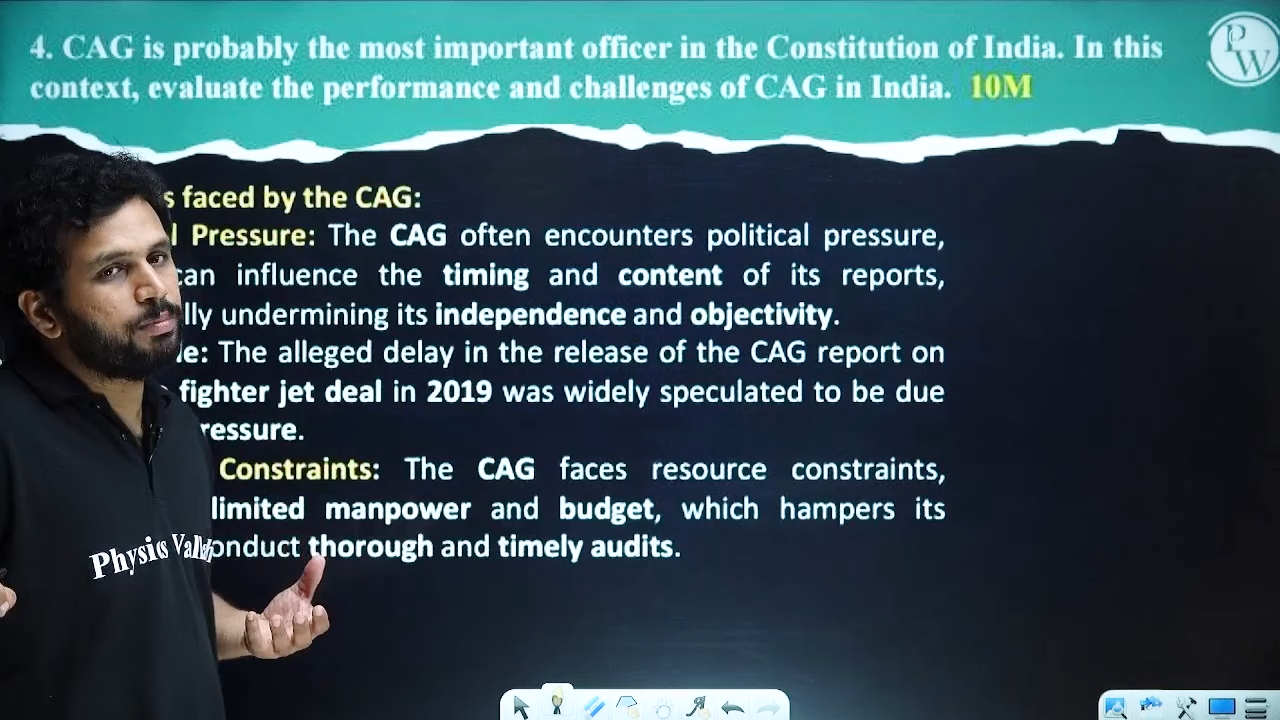 4. CAG is probably the most important officer in the Constitution of India. In this
context, evaluate the performance and challenges of CAG in India. 10M
P
W
s faced by the CAG:
l Pressure: The CAG often encounters political pressure,
can influence the timing and content of its reports,
lly undermining its independence and objectivity.
le: The alleged delay in the release of the CAG report on
fighter jet deal in 2019 was widely speculated to be due
ressure.
Constraints: The CAG faces resource constraints,
limited manpower and budget, which hampers its
onduct thorough and timely audits.
Physics Wallah